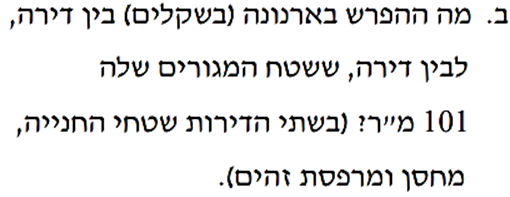 ב. מה ההפרש בארנונה (בשקלים) בין דירה,
לבין דירה, ששטח המגורים שלה
101 מ״ר? (בשתי הדירות שטחי החנייה,
מחסן ומרפסת זהים).